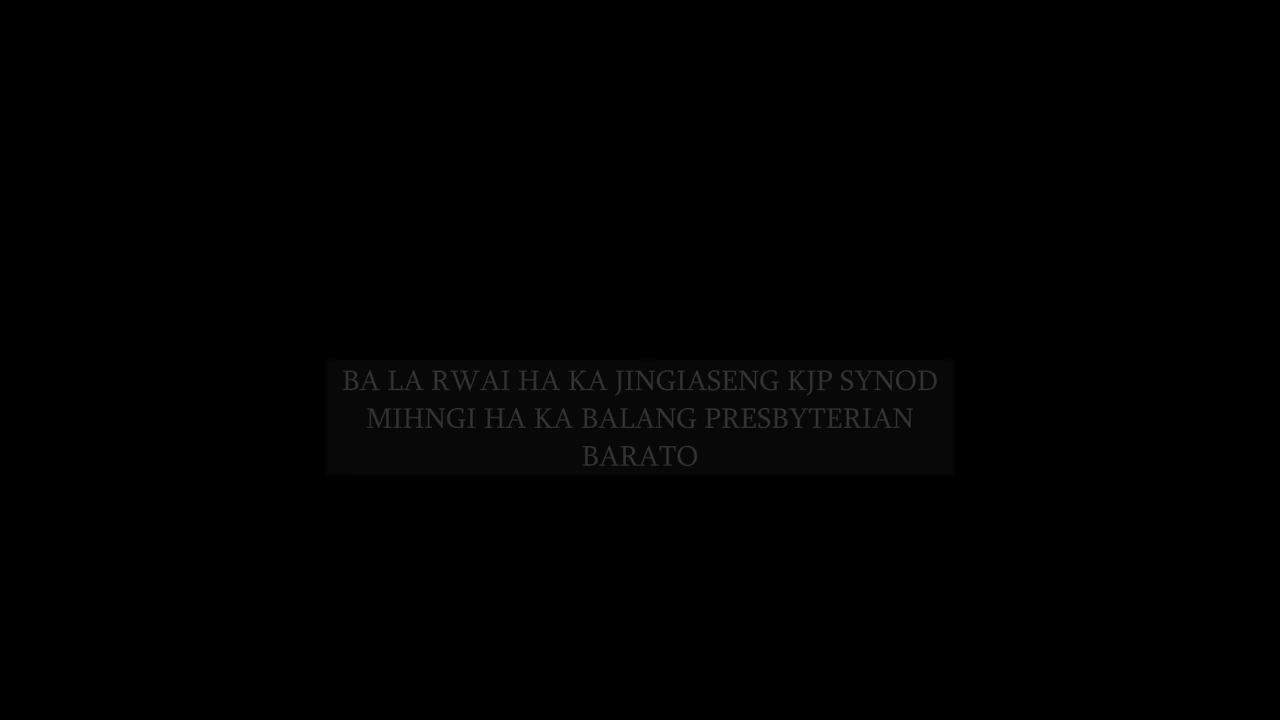 BA LA RWAI HA KA JINGIASENG KJP SYNOD
MIHNGI HA KA BALANG PRESBYTERIAN
BARATO